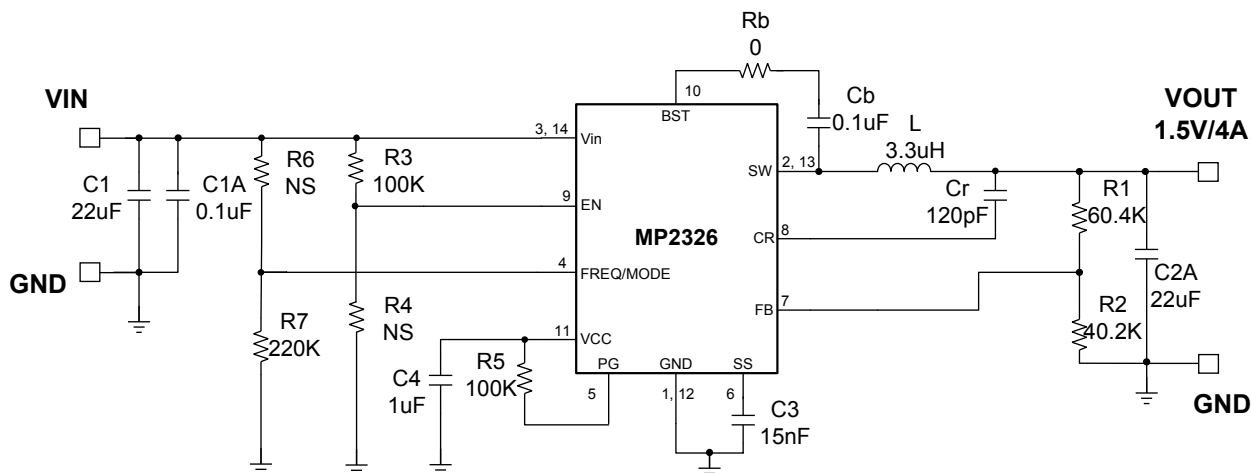 Rb
0
10
BST
Cb
0.1uF
VIN
3, 14
Vin
L
3.3uH
VOUT
1.5V/4A
SW
2, 13
R6
NS
R3
100K
C1
22uF
C1A
0.1uF
9
EN
Cr
120pF
R1
60.4K
MP2326
CR
8
GND
4
FREQ/MODE
C2A
22uF
R4
NS
FB
7
R2
40.2K
R7
220K
11
VCC
C4
1uF
R5
100K
PG
GND
SS
5
1, 12
6
C3
15nF
GND